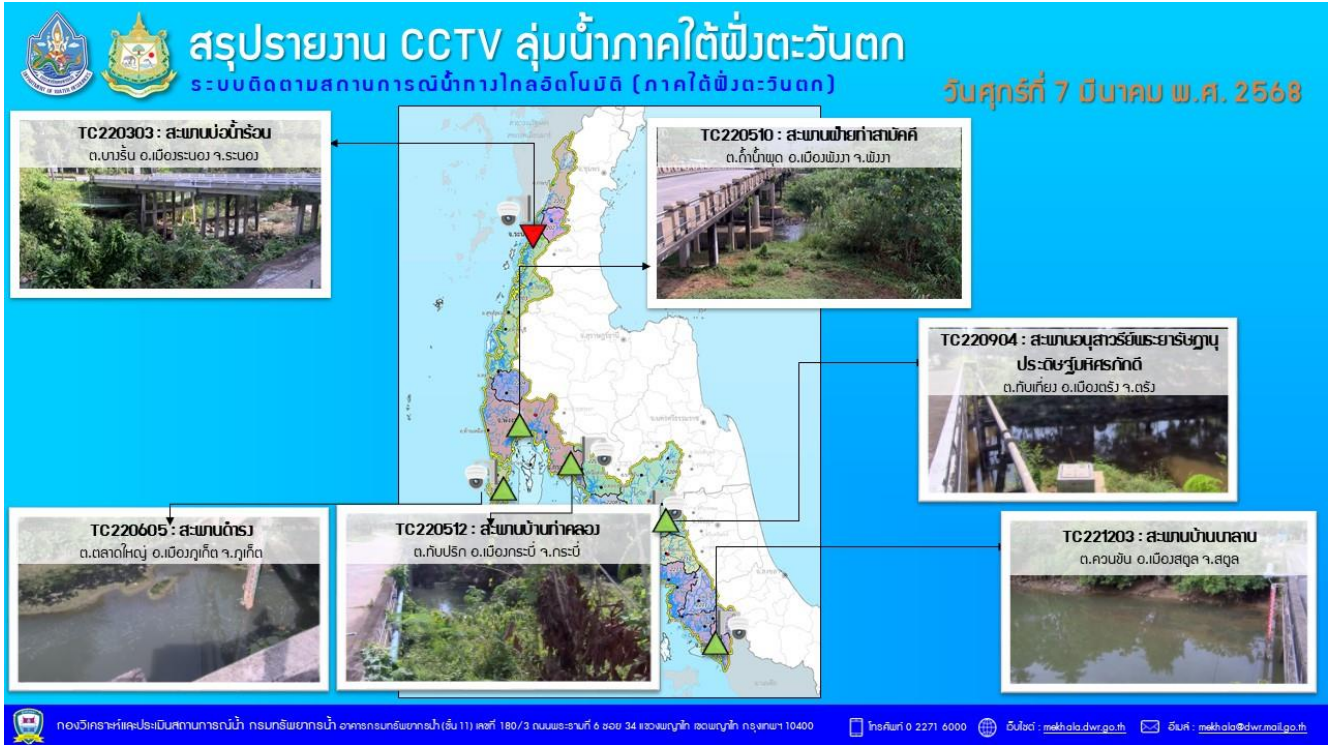 สรุปรายงาน CCTV ลุ่มน้ำภาคใต้ฝั่งตะวันตก
ระบบติดตามสถานการณ์น้ำทางไกลอัตโนมัติ (ภาคใต้ฝั่งตะวันตก)
วันศุกร์ที่ 7 มีนาคม พ.ศ. 2568
TC220303 : สะพานบ่อน้ำร้อน
ต.บางริ้น อ.เมืองระนอง จ.ระนอง
TC220510 : สะพานฝ่ายท่าสามัคคี
ต.ถ้ำน้ำผุด อ.เมืองพังงา จ.พังงา
TC220904 : สะพานอนุสาวรีย์พระยารัษฎานุ
ประดิษฐ์มหิศรภักดี
ต.ทับเที่ยง อ.เมืองตรัง จ.ตรัง
TC220605 : สะพานดำรง
ต.ตลาดใหญ่ อ.เมืองภูเก็ต จ.ภูเก็ต
TC220512 : สะพานบ้านท่าคลอง
ต.ทับปริก อ.เมืองกระบี่ จ.กระบี่
TC221203 : สะพานบ้านนาลาน
ต.ควนขัน อ.เมืองสตูล จ.สตูล
กองวิเคราะห์และประเมินสถานการณ์น้ำ กรมทรัพยากรน้ำ อาคารกรมทรัพยากรน้ำ (ชั้น 11) เลขที่ 180/3 ถนนพระรามที่ 6 ซอย 34 แขวงพญาไท เขตพญาไท กรุงเทพฯ 10400
โทรศัพท์ 0 2271 6000
เว็บไซต์ : mekhala.dwr.go.th
อีเมล์ : mekhala@dwr.mail.go.th